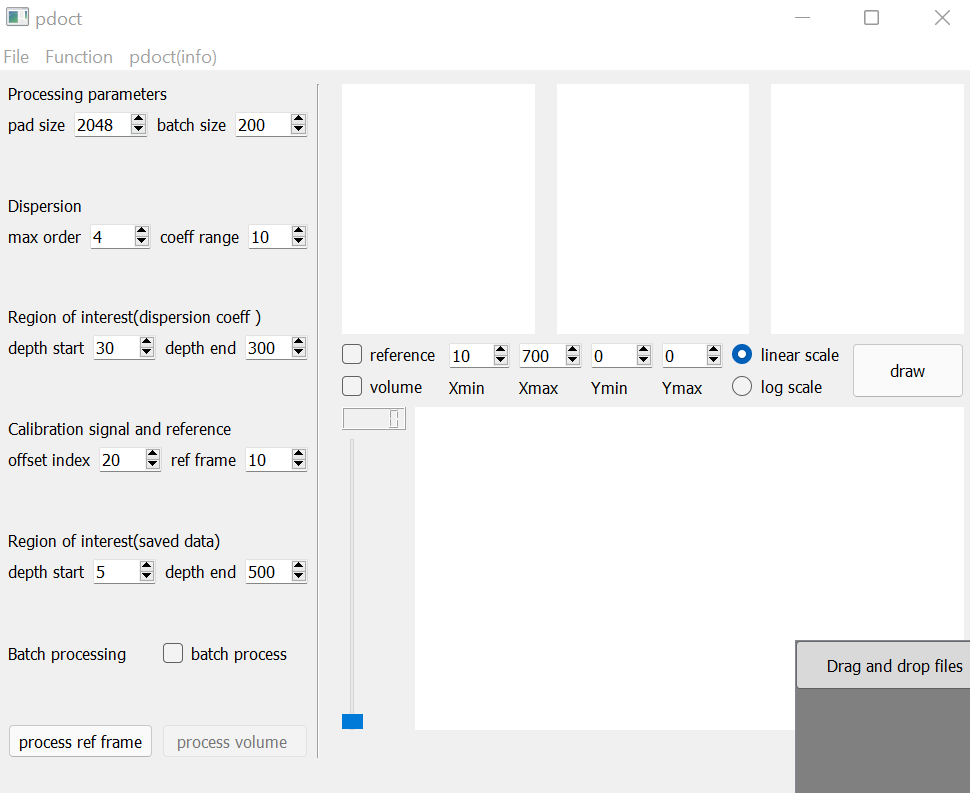 pdoct
File Function pdoct(info)
Processing parameters
pad size 2048 batch size 200
Dispersion
max order 4 coeff range 10
Region of interest(dispersion coeff )
depth start 30 depth end 300
Calibration signal and reference
offset index 20 ref frame 10
Region of interest(saved data)
depth start 5 depth end 500
Batch processing batch process
process ref frame process volume
reference 10 700 0 0 linear scale
volume Xmin Xmax Ymin Ymax log scale
draw
0
Drag and drop files